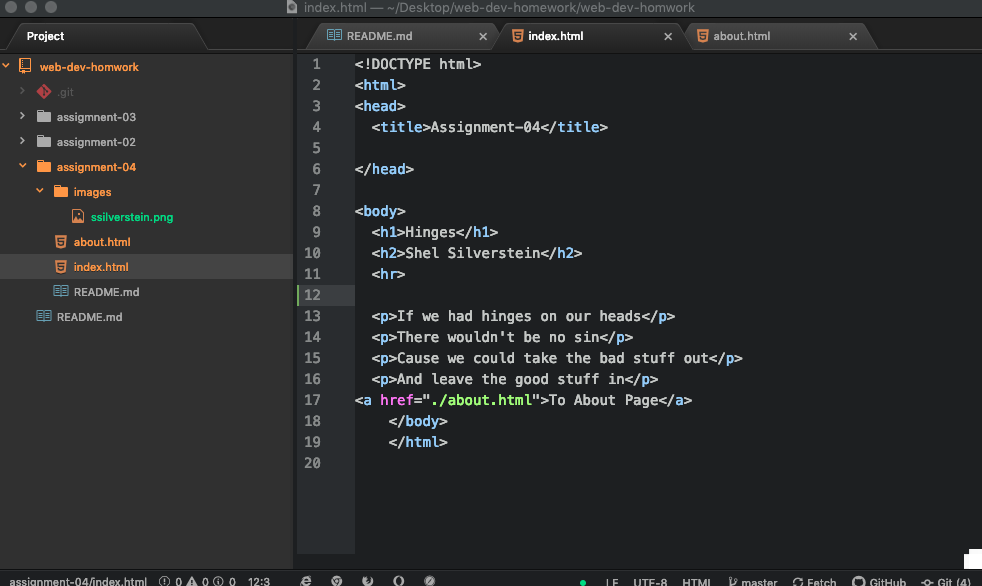 index.html — ~/Desktop/web-dev-homework/web-dev-homwork
Project
README.md
index.html
about.html
web-dev-homwork
.git
assigmnent-03
assignment-02
assignment-04
images
ssilverstein.png
about.html
index.html
README.md
README.md
1 <!DOCTYPE html>
2 <html>
3 <head>
4 <title>Assignment-04</title>
5
6 </head>
7
8 <body>
9 <h1>Hinges</h1>
10 <h2>Shel Silverstein</h2>
11 <hr>
12
13 <p>If we had hinges on our heads</p>
14 <p>There wouldn't be no sin</p>
15 <p>Cause we could take the bad stuff out</p>
16 <p>And leave the good stuff in</p>
17 <a href="./about.html">To About Page</a>
18 </body>
19 </html>
20
assignment-04/index.html 0 0 0 12:3 LF UTF-8 HTML master Fetch GitHub Git (4)